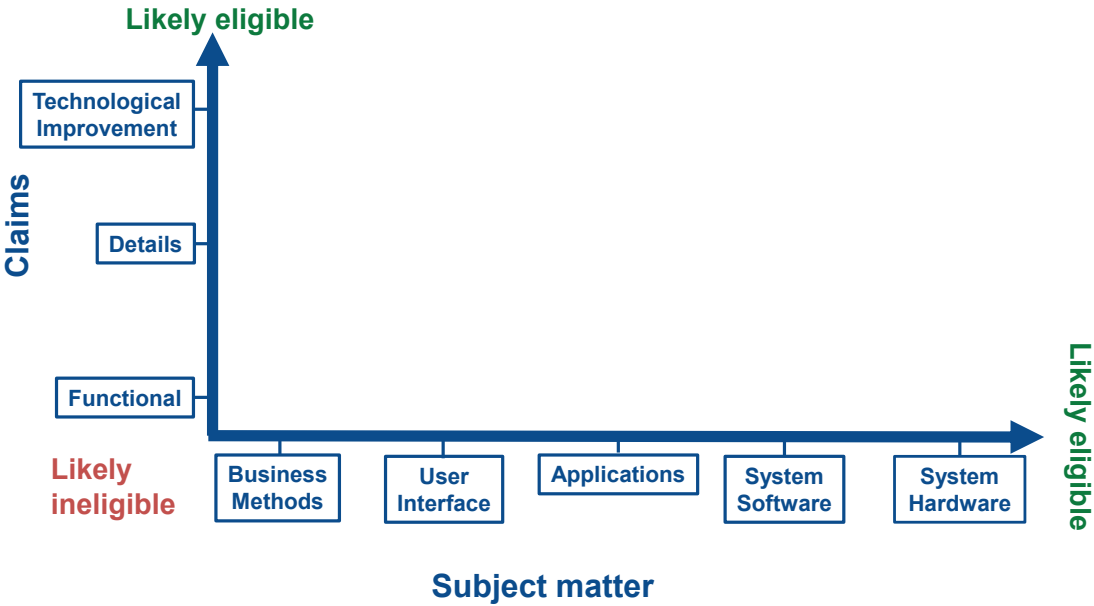 Likely eligible
Technological
Improvement
Claims
Details
Functional
Likely
ineligible
Business
Methods
User
Interface
Applications
System
Software
System
Hardware
Likely eligible
Subject matter